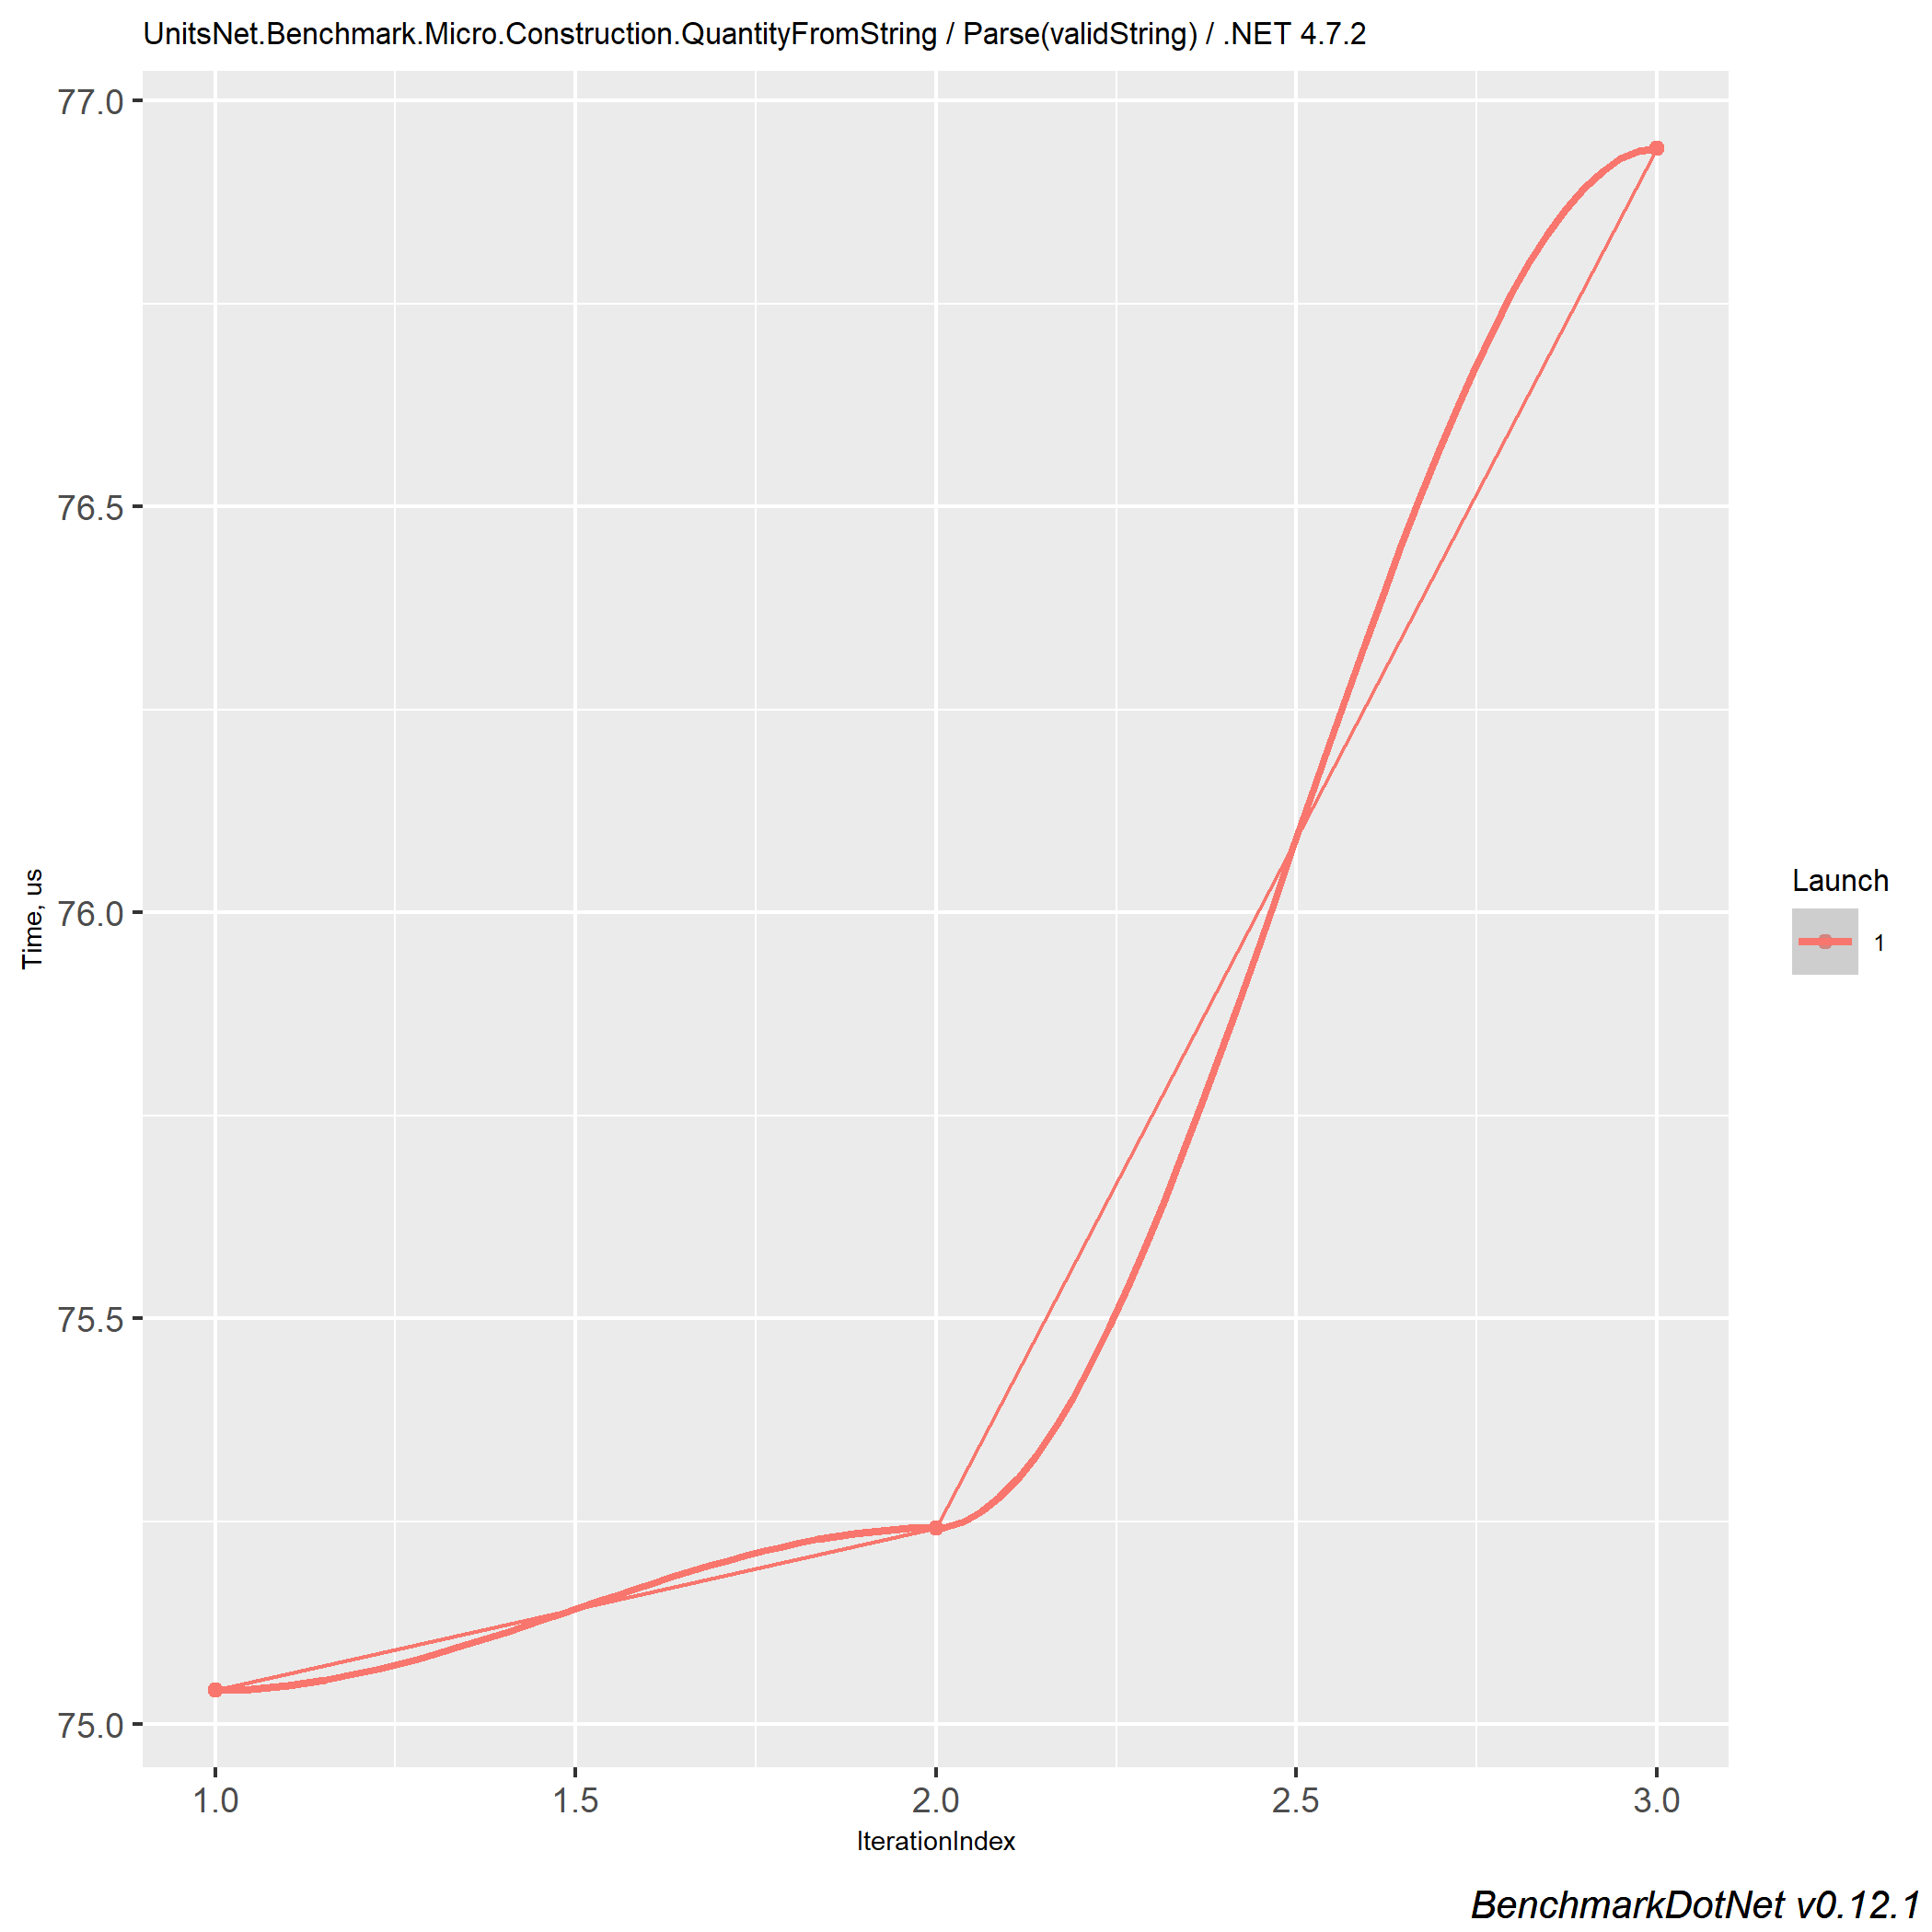 UnitsNet.Benchmark.Micro.Construction.QuantityFromString / Parse(validString) / .NET 4.7.2
77.0
76.5
76.0
75.5
75.0
Time, us
1.0 1.5 2.0 2.5 3.0
IterationIndex
Launch
1
BenchmarkDotNet v0.12.1